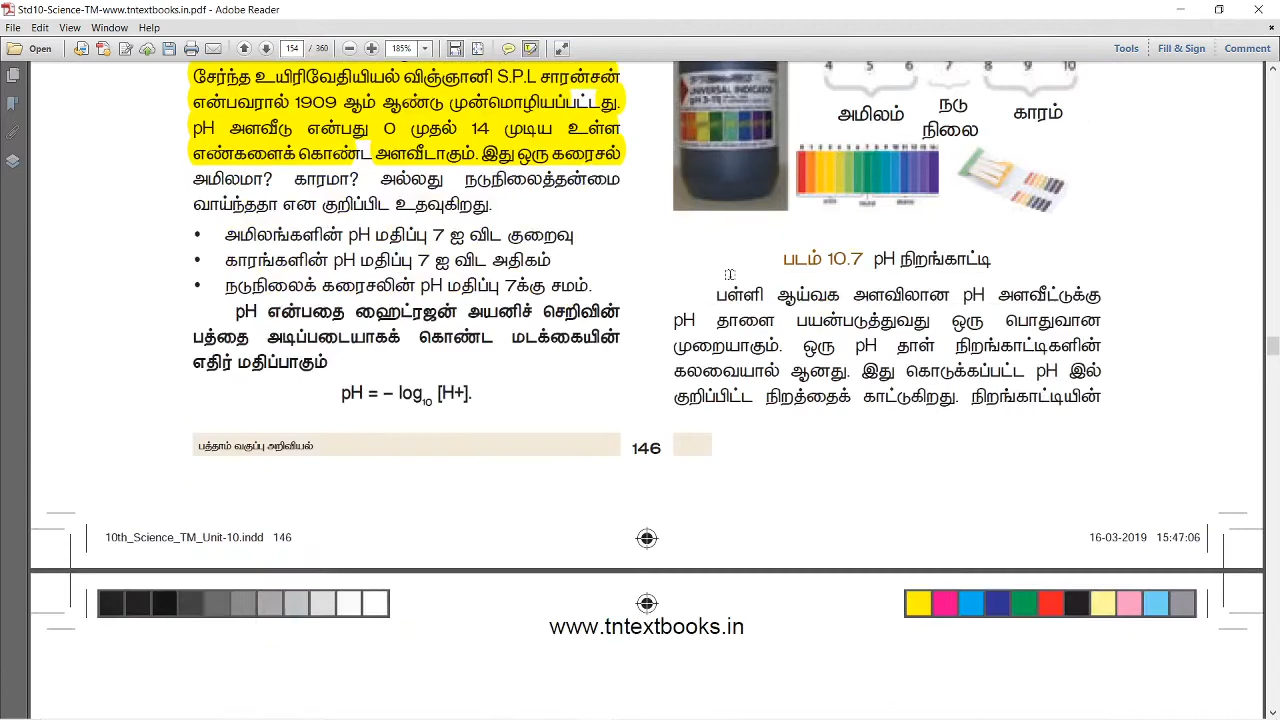 Std10-Science-TM-www.tntextbooks.in.pdf - Adobe Reader
File Edit View Window Help
Open 154 / 360 185% Tools Fill & Sign Comment
சேர்ந்த உயிரிவேதியியல் விஞ்ஞானி S.P.L சாரன்சன்
என்பவரால் 1909 ஆம் ஆண்டு முன்மொழியப்பட்டது.
pH அளவீடு என்பது 0 முதல் 14 முடிய உள்ள
எண்களைக் கொண்ட அளவீடாகும். இது ஒரு கரைசல்
அமிலமா? காரமா? அல்லது நடுநிலைத்தன்மை
வாய்ந்ததா என குறிப்பிட உதவுகிறது.
• அமிலங்களின் pH மதிப்பு 7 ஐ விட குறைவு
• காரங்களின் pH மதிப்பு 7 ஐ விட அதிகம்
• நடுநிலைக் கரைசலின் pH மதிப்பு 7க்கு சமம்.
pH என்பதை ஹைட்ரஜன் அயனிச் செறிவின்
பத்தை அடிப்படையாகக் கொண்ட மடக்கையின்
எதிர் மதிப்பாகும்
pH = – log10 [H+].
UNIVERSAL INDICATOR
pH 3-11
4 5 6 7 8 9 10
அமிலம் நடு நிலை காரம்
படம் 10.7 pH நிறங்காட்டி
பள்ளி ஆய்வக அளவிலான pH அளவீட்டுக்கு
pH தாளை பயன்படுத்துவது ஒரு பொதுவான
முறையாகும். ஒரு pH தாள் நிறங்காட்டிகளின்
கலவையால் ஆனது. இது கொடுக்கப்பட்ட pH இல்
குறிப்பிட்ட நிறத்தைக் காட்டுகிறது. நிறங்காட்டியின்
பத்தாம் வகுப்பு அறிவியல் 146
10th_Science_TM_Unit-10.indd 146 16-03-2019 15:47:06
www.tntextbooks.in